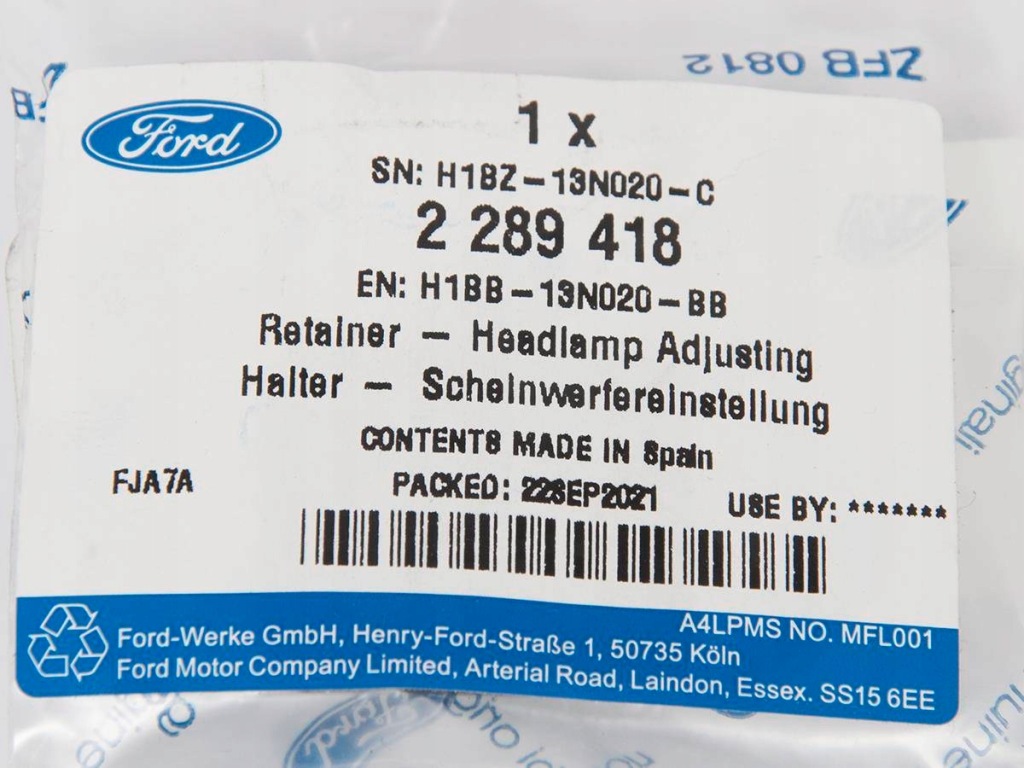 ZFB 0812
Ford
1 x
SN: H1BZ-13N020-C
2 289 418
EN: H1BB-13N020-BB
Retainer - Headlamp Adjusting
Halter - Scheinwerfereinstellung
CONTENTS MADE IN Spain
FJA7A
PACKED: 22SEP2021
USE BY: *******
A4LPMS NO. MFL001
Ford-Werke GmbH, Henry-Ford-Straße 1, 50735 Köln
Ford Motor Company Limited, Arterial Road, Laindon, Essex. SS15 6EE
Ford